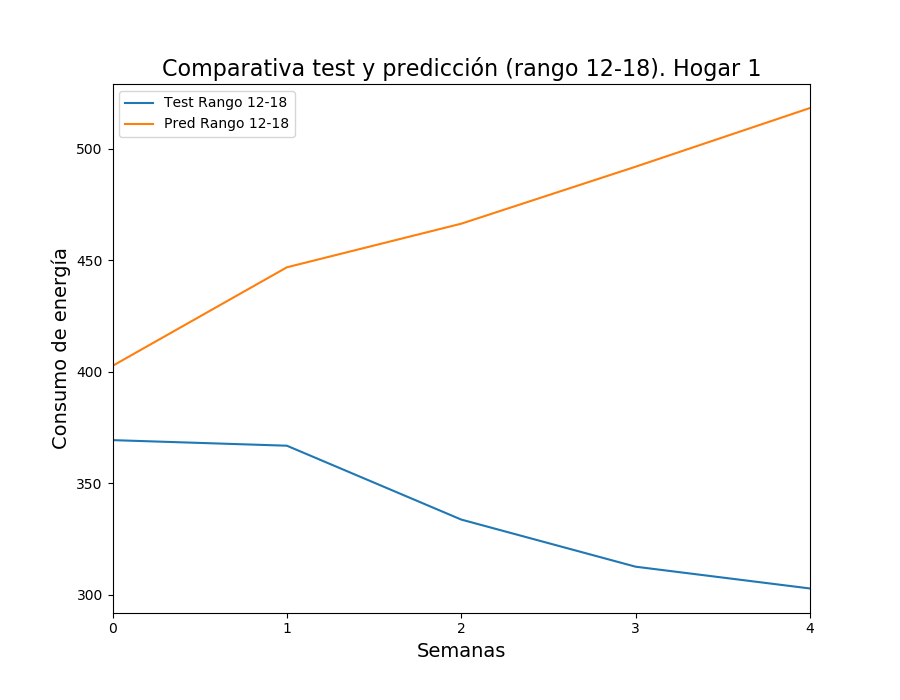 Comparativa test y predicción (rango 12-18). Hogar 1
Test Rango 12-18
Pred Rango 12-18
500
450
400
350
300
Consumo de energía
0 1 2 3 4
Semanas